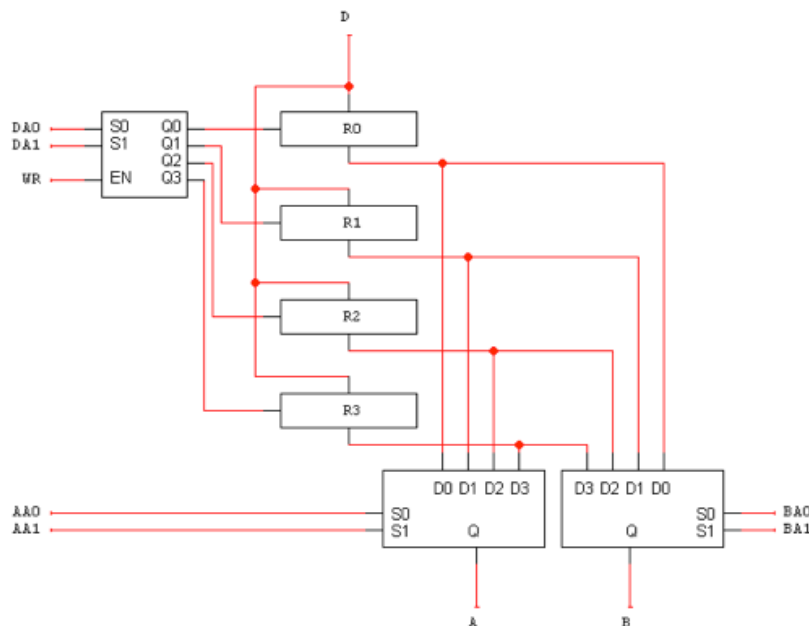 D
DA0 S0 Q0 R0
DA1 S1 Q1
Q2
WR EN Q3
R1
R2
R3
D0 D1 D2 D3 D3 D2 D1 D0
AA0 S0 S0 BA0
AA1 S1 Q Q S1 BA1
A B